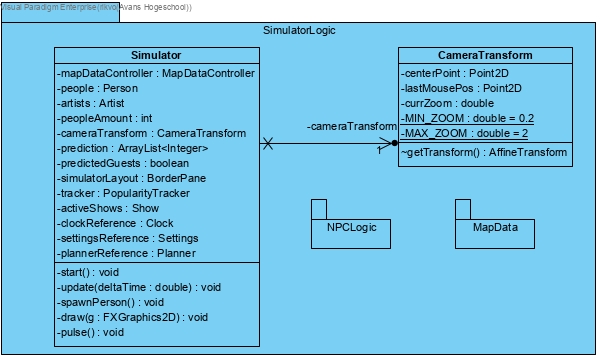 Visual Paradigm Enterprise(rikvo(Avans Hogeschool))
SimulatorLogic
Simulator
-mapDataController : MapDataController
-people : Person
-artists : Artist
-peopleAmount : int
-cameraTransform : CameraTransform
-prediction : ArrayList<Integer>
-predictedGuests : boolean
-simulatorLayout : BorderPane
-tracker : PopularityTracker
-activeShows : Show
-clockReference : Clock
-settingsReference : Settings
-plannerReference : Planner
-start() : void
-update(deltaTime : double) : void
-spawnPerson() : void
-draw(g : FXGraphics2D) : void
-pulse() : void
-cameraTransform
1
CameraTransform
-centerPoint : Point2D
-lastMousePos : Point2D
-currZoom : double
-MIN_ZOOM : double = 0.2
-MAX_ZOOM : double = 2
~getTransform() : AffineTransform
NPCLogic
MapData